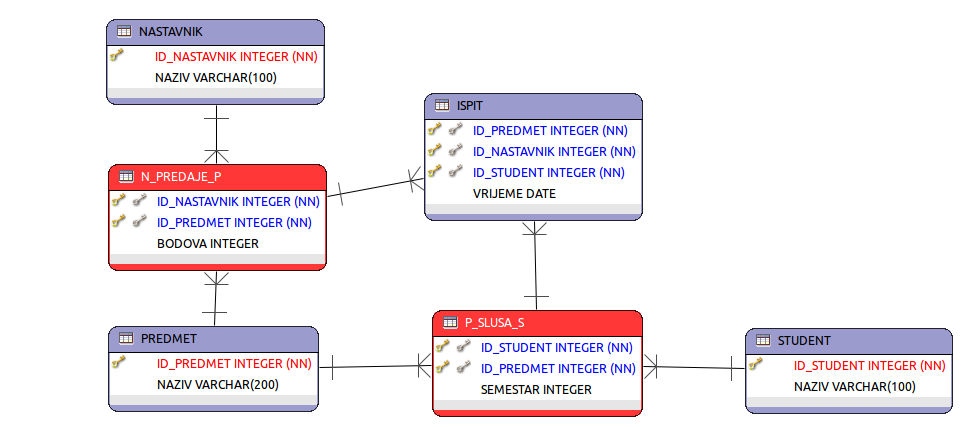 NASTAVNIK
ID_NASTAVNIK INTEGER (NN)
NAZIV VARCHAR(100)
ISPIT
ID_PREDMET INTEGER (NN)
ID_NASTAVNIK INTEGER (NN)
ID_STUDENT INTEGER (NN)
VRIJEME DATE
N_PREDAJE_P
ID_NASTAVNIK INTEGER (NN)
ID_PREDMET INTEGER (NN)
BODOVA INTEGER
PREDMET
ID_PREDMET INTEGER (NN)
NAZIV VARCHAR(200)
P_SLUSA_S
ID_STUDENT INTEGER (NN)
ID_PREDMET INTEGER (NN)
SEMESTAR INTEGER
STUDENT
ID_STUDENT INTEGER (NN)
NAZIV VARCHAR(100)